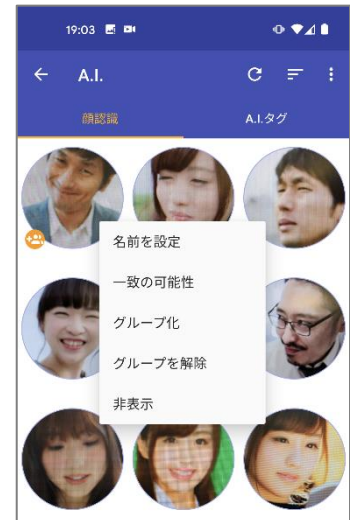 19:03
A.I.
顔認識
A.I.タグ
名前を設定
一致の可能性
グループ化
グループを解除
非表示